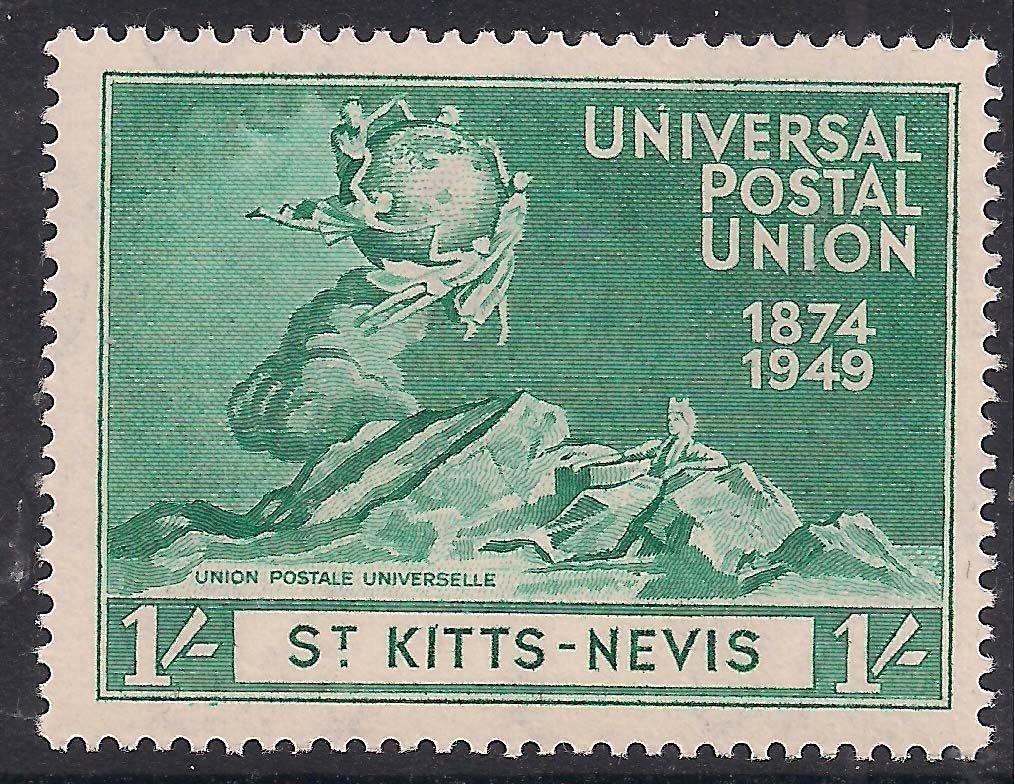 UNIVERSAL
POSTAL
UNION
1874
1949
UNION POSTALE UNIVERSELLE
1/- ST KITTS-NEVIS 1/-